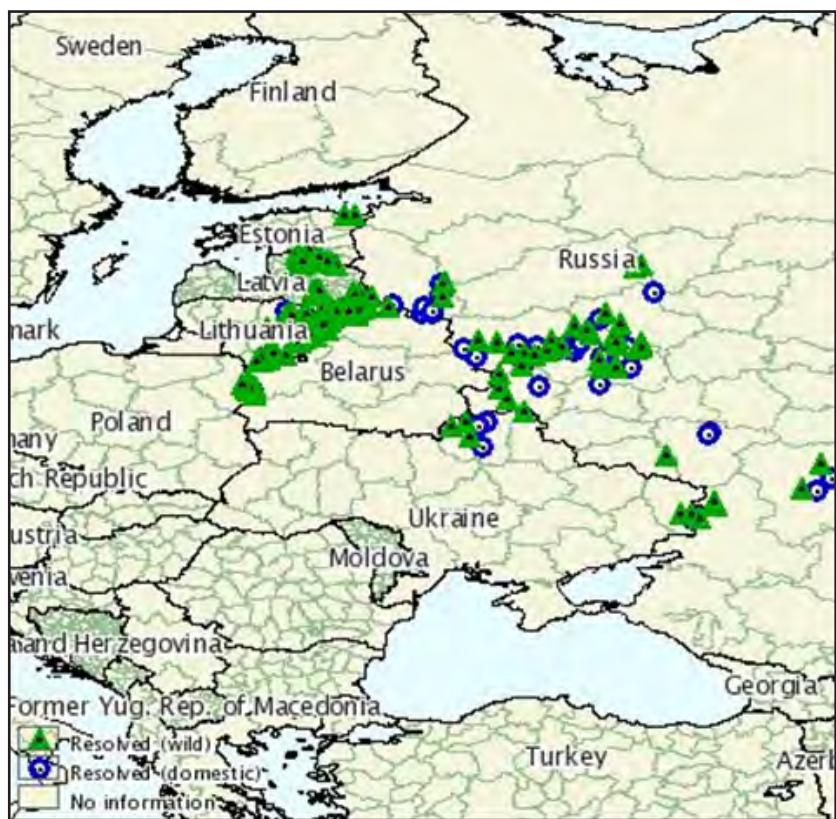 Sweden
Finland
Estonia
Russia
Latvia
mark
Lithuania
Belarus
Poland
many
ch Republic
Ukraine
ustria
Moldova
venia
a and Herzegovina
Georgia
Former Yug. Rep. of Macedonia
Resolved (wild)
Turkey
Azerb
Resolved (domestic)
No information